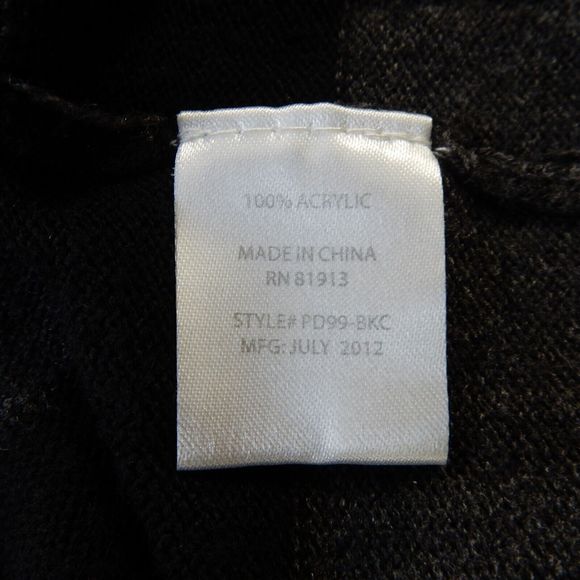 100% ACRYLIC
MADE IN CHINA
RN 81913
STYLE# PD99-BKC
MFG: JULY 2012